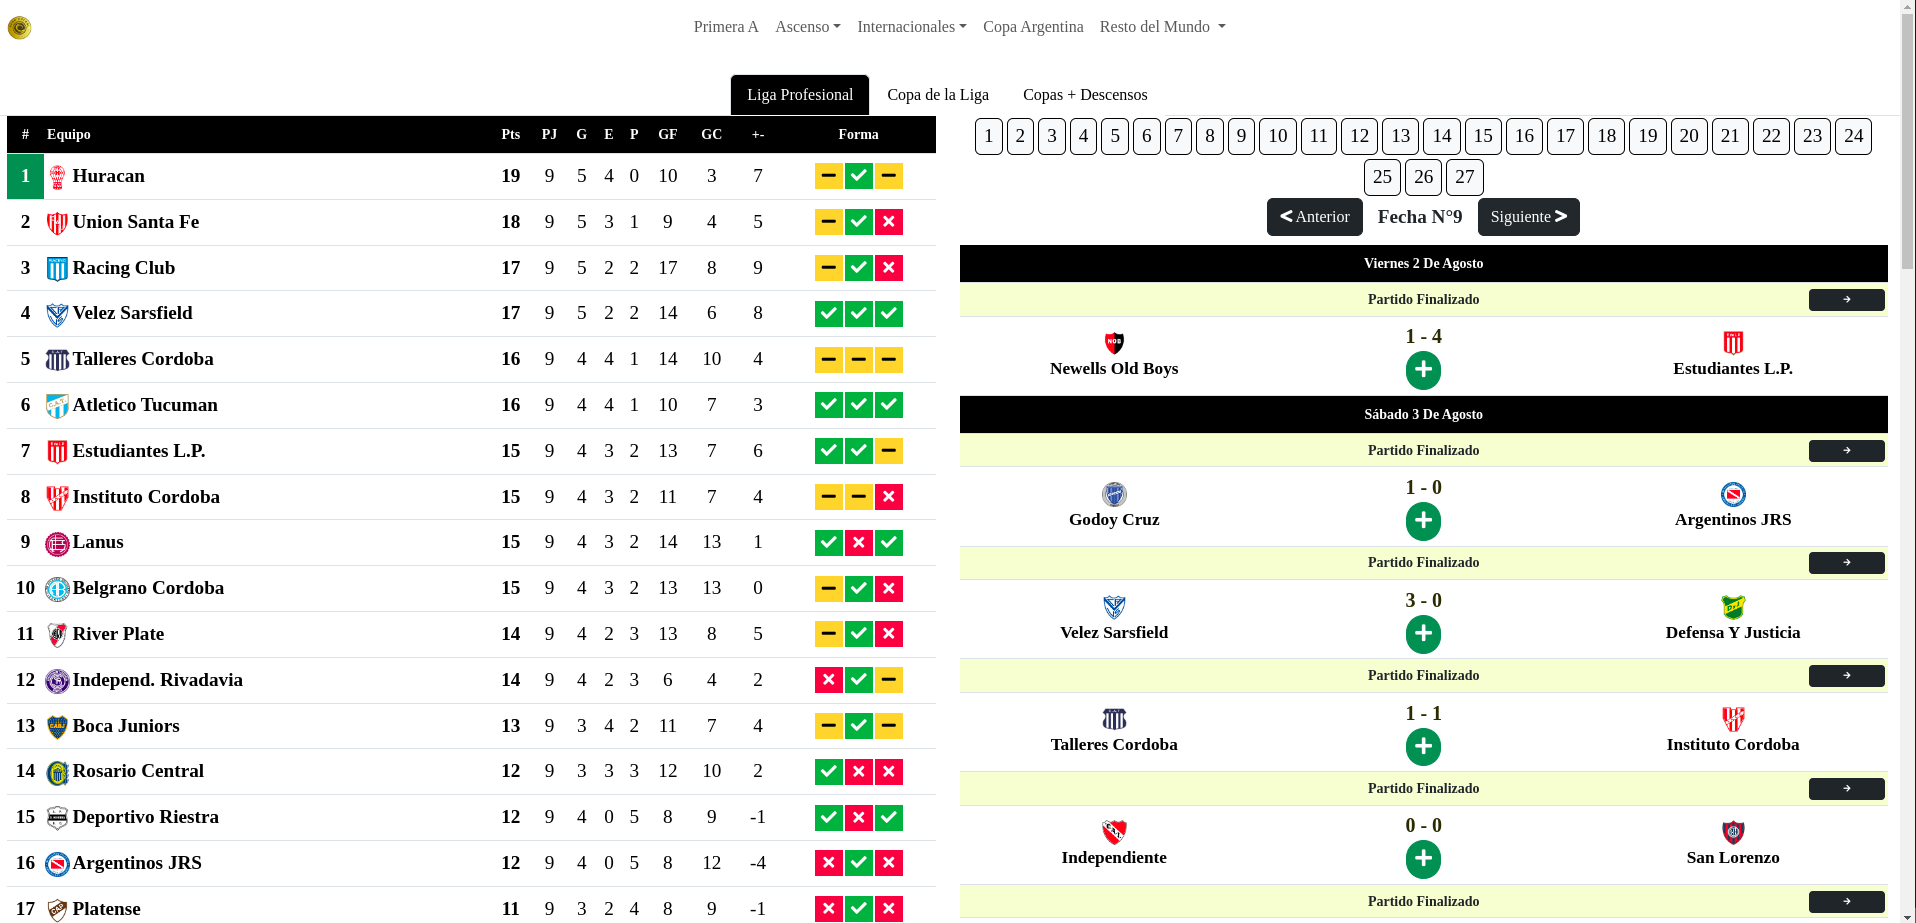 Primera A Ascenso Internacionales Copa Argentina Resto del Mundo
Liga Profesional Copa de la Liga Copas + Descensos
# Equipo Pts PJ G E P GF GC +- Forma
1 Huracan 19 9 5 4 0 10 3 7
2 Union Santa Fe 18 9 5 3 1 9 4 5
3 Racing Club 17 9 5 2 2 17 8 9
4 Velez Sarsfield 17 9 5 2 2 14 6 8
5 Talleres Cordoba 16 9 4 4 1 14 10 4
6 Atletico Tucuman 16 9 4 4 1 10 7 3
7 Estudiantes L.P. 15 9 4 3 2 13 7 6
8 Instituto Cordoba 15 9 4 3 2 11 7 4
9 Lanus 15 9 4 3 2 14 13 1
10 Belgrano Cordoba 15 9 4 3 2 13 13 0
11 River Plate 14 9 4 2 3 13 8 5
12 Independ. Rivadavia 14 9 4 2 3 6 4 2
13 Boca Juniors 13 9 3 4 2 11 7 4
14 Rosario Central 12 9 3 3 3 12 10 2
15 Deportivo Riestra 12 9 4 0 5 8 9 -1
16 Argentinos JRS 12 9 4 0 5 8 12 -4
17 Platense 11 9 3 2 4 8 9 -1
1 2 3 4 5 6 7 8 9 10 11 12 13 14 15 16 17 18 19 20 21 22 23 24
25 26 27
Anterior Fecha N°9 Siguiente
Viernes 2 De Agosto
Partido Finalizado
1 - 4
Newells Old Boys Estudiantes L.P.
Sábado 3 De Agosto
Partido Finalizado
1 - 0
Godoy Cruz Argentinos JRS
Partido Finalizado
3 - 0
Velez Sarsfield Defensa Y Justicia
Partido Finalizado
1 - 1
Talleres Cordoba Instituto Cordoba
Partido Finalizado
0 - 0
Independiente San Lorenzo
Partido Finalizado